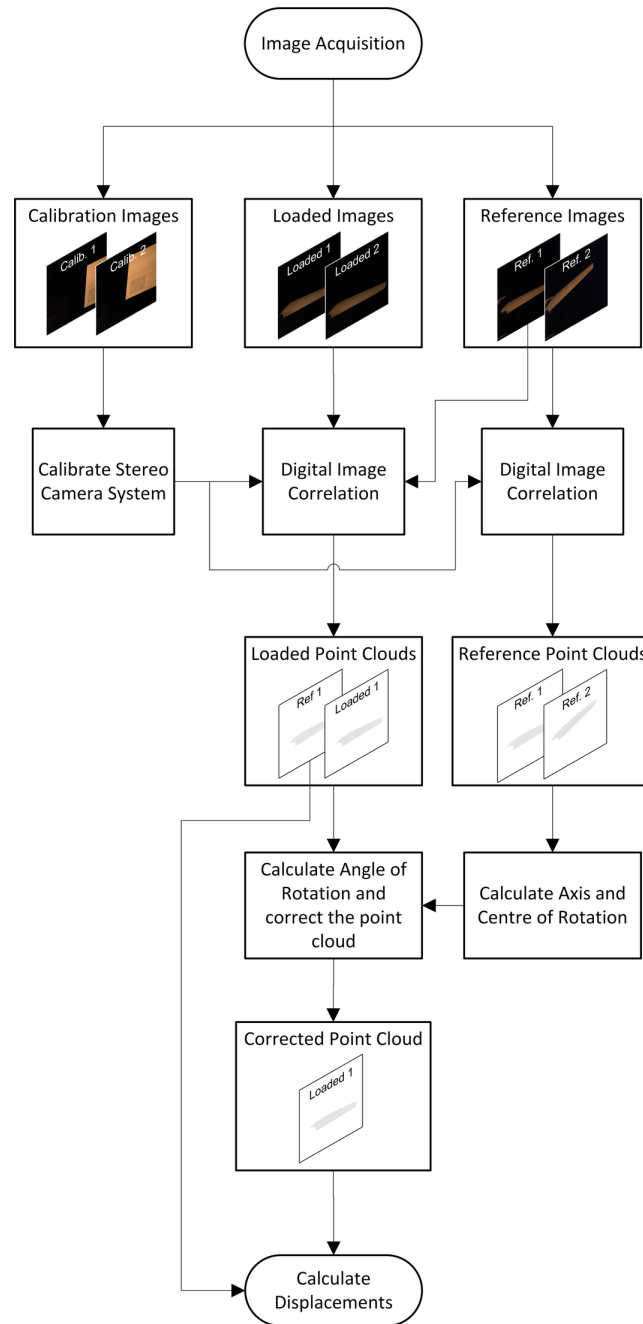 Image Acquisition
Calibration Images
Calib. 1
Calib. 2
Loaded Images
Loaded 1
Loaded 2
Reference Images
Ref. 1
Ref. 2
Calibrate Stereo
Camera System
Digital Image
Correlation
Digital Image
Correlation
Loaded Point Clouds
Ref 1
Loaded 1
Reference Point Clouds
Ref. 1
Ref. 2
Calculate Angle of
Rotation and
correct the point
cloud
Calculate Axis and
Centre of Rotation
Corrected Point Cloud
Loaded 1
Calculate
Displacements